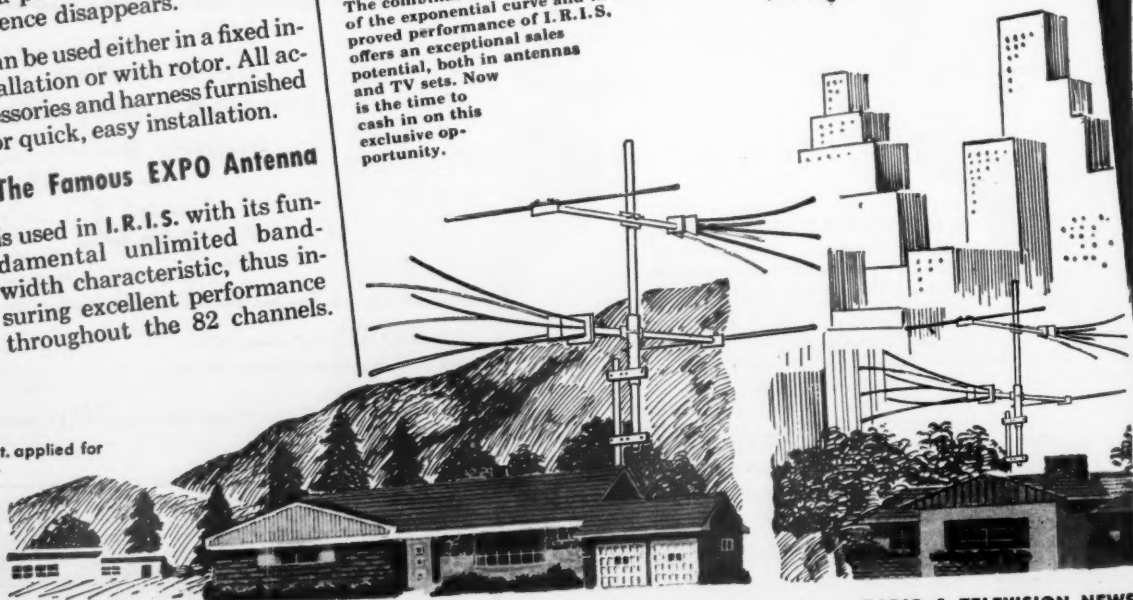 ence disappears.
an be used either in a fixed in-
allation or with rotor. All ac-
essories and harness furnished
or quick, easy installation.
The Famous EXPO Antenna
is used in I.R.I.S. with its fun-
damental unlimited band-
width characteristic, thus in-
suring excellent performance
throughout the 82 channels.
t. applied for
The
of the exponential curve and
proved performance of I.R.I.S.
offers an exceptional sales
potential, both in antennas
and TV sets. Now
is the time to
cash in on this
exclusive op-
portunity.
& TELEVISION NEWS